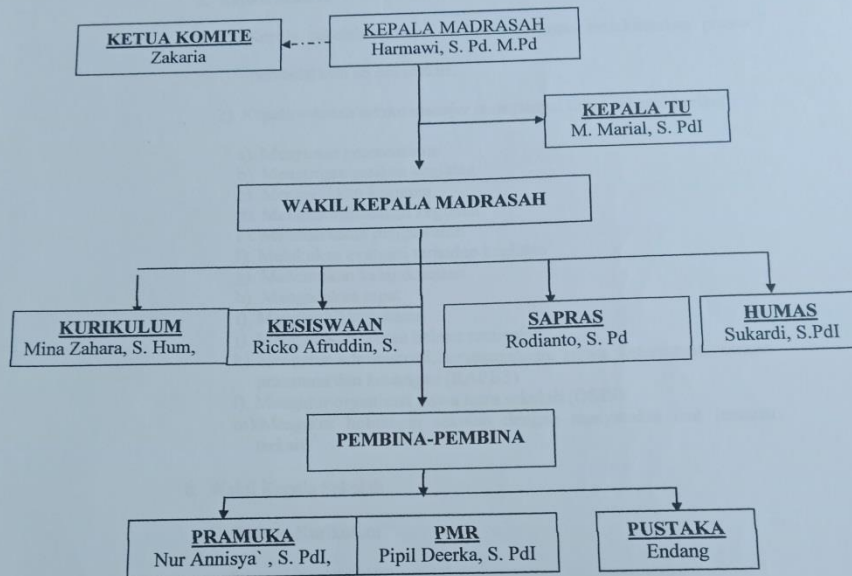 KETUA KOMITE
Zakaria
KEPALA MADRASAH
Harmawi, S. Pd. M.Pd
KEPALA TU
M. Marial, S. PdI
WAKIL KEPALA MADRASAH
KURIKULUM
Mina Zahara, S. Hum,
KESISWAAN
Ricko Afruddin, S.
SAPRAS
Rodianto, S. Pd
HUMAS
Sukardi, S.PdI
PEMBINA-PEMBINA
PRAMUKA
Nur Annisya` , S. PdI,
PMR
Pipil Deerka, S. PdI
PUSTAKA
Endang